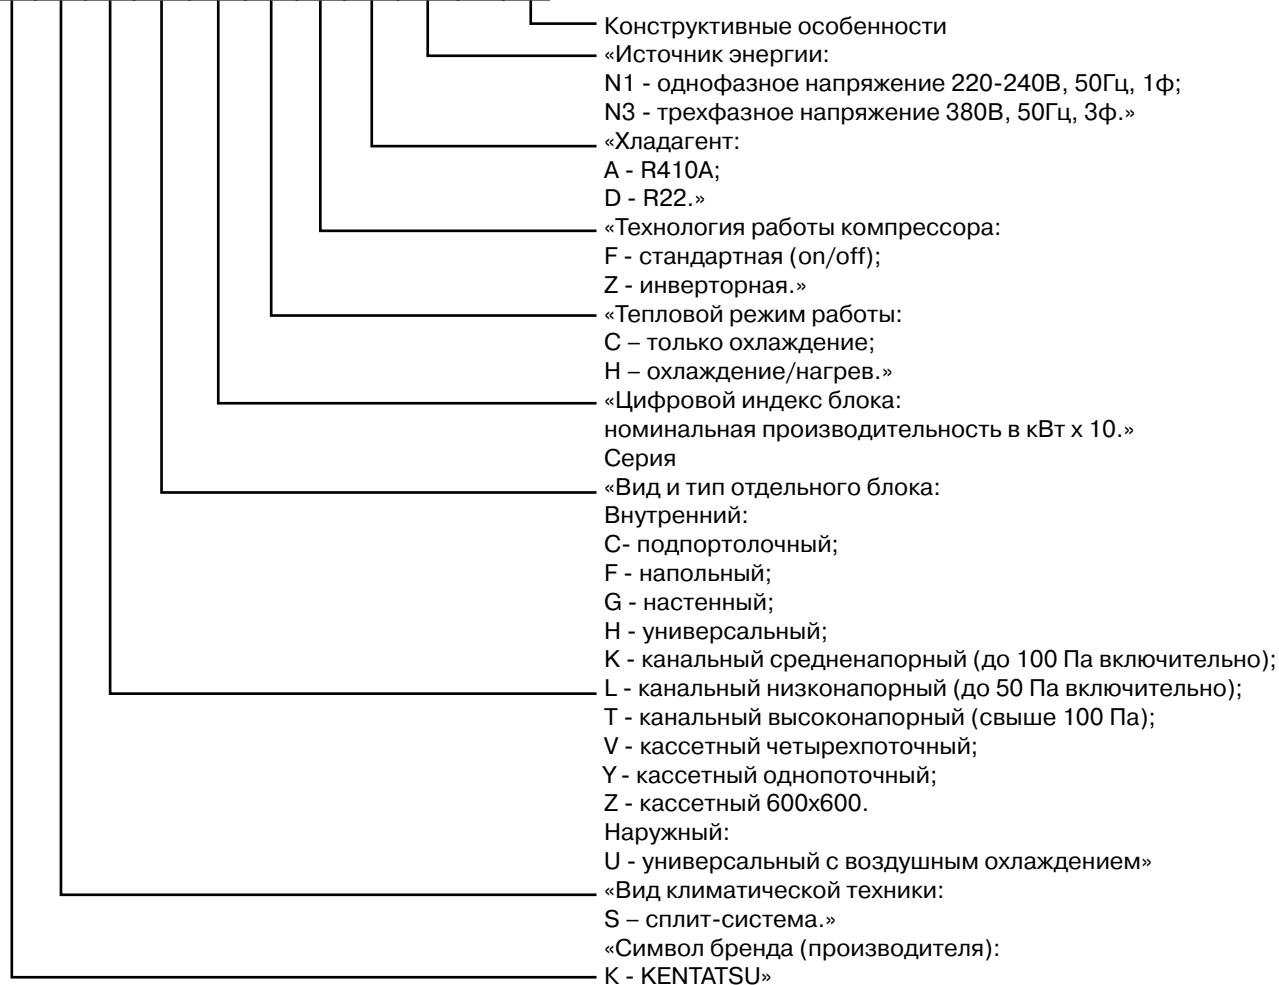 Конструктивные особенности
«Источник энергии:
N1 - однофазное напряжение 220-240В, 50Гц, 1ф;
N3 - трехфазное напряжение 380В, 50Гц, 3ф.»
«Хладагент:
A - R410A;
D - R22.»
«Технология работы компрессора:
F - стандартная (on/off);
Z - инверторная.»
«Тепловой режим работы:
C – только охлаждение;
H – охлаждение/нагрев.»
«Цифровой индекс блока:
номинальная производительность в кВт х 10.»
Серия
«Вид и тип отдельного блока:
Внутренний:
C- подпортолочный;
F - напольный;
G - настенный;
H - универсальный;
K - канальный средненапорный (до 100 Па включительно);
L - канальный низконапорный (до 50 Па включительно);
T - канальный высоконапорный (свыше 100 Па);
V - кассетный четырехпоточный;
Y - кассетный однопоточный;
Z - кассетный 600х600.
Наружный:
U - универсальный с воздушным охлаждением»
«Вид климатической техники:
S – сплит-система.»
«Символ бренда (производителя):
K - KENTATSU»